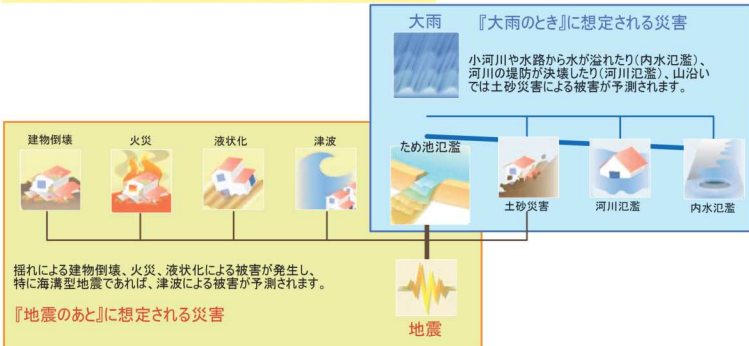 大雨
『大雨のとき』に想定される災害
小河川や水路から水が溢れたり(内水氾濫)、
河川の堤防が決壊したり(河川氾濫)、山沿い
では土砂災害による被害が予測されます。
建物倒壊
火災
液状化
津波
ため池氾濫
土砂災害
河川氾濫
内水氾濫
揺れによる建物倒壊、火災、液状化による被害が発生し、
特に海溝型地震であれば、津波による被害が予測されます。
『地震のあと』に想定される災害
地震